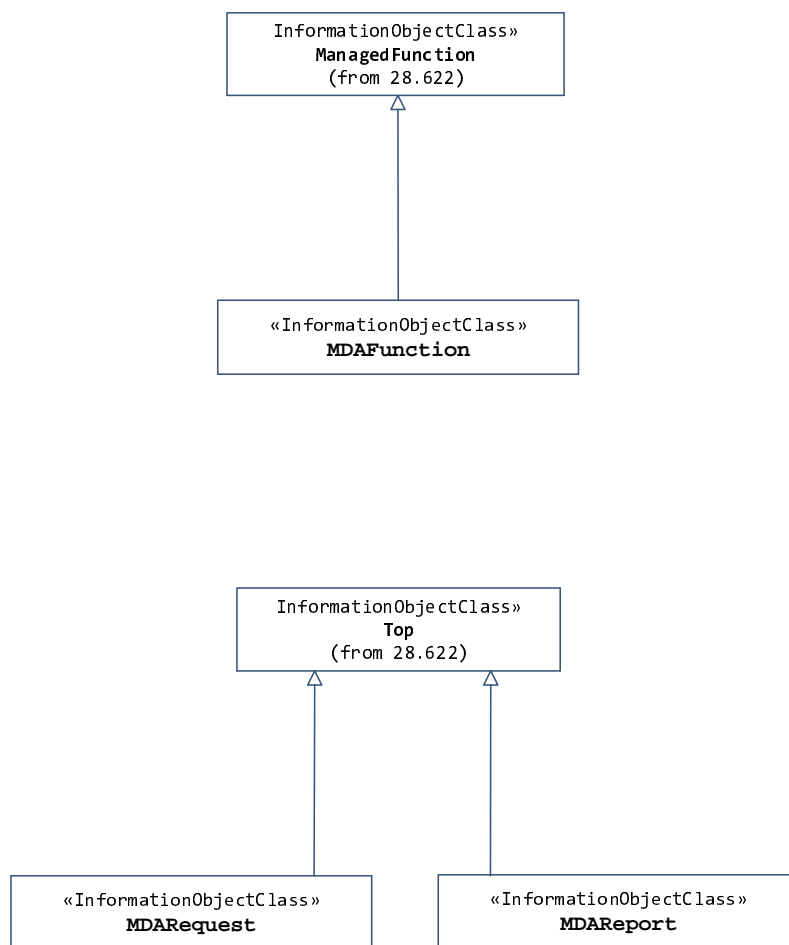 InformationObjectClass»
ManagedFunction
(from 28.622)
«InformationObjectClass»
MDAFunction
InformationObjectClass»
Top
(from 28.622)
«InformationObjectClass»
MDARequest
«InformationObjectClass»
MDAReport